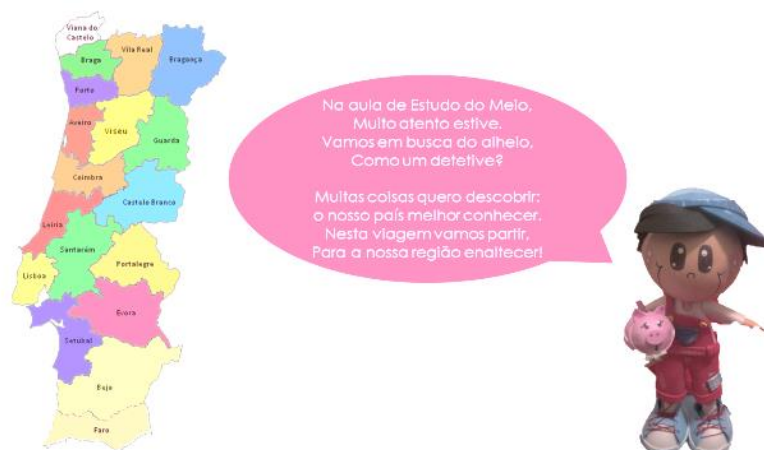 Viana do
Castelo
Braga
Vila Real
Bragança
Porto
Aveiro
Viseu
Guarda
Coimbra
Castelo Branco
Leiria
Santarém
Lisboa
Portalegre
Évora
Setubal
Beja
Faro
Na aula de Estudo do Meio,
Muito atento estive.
Vamos em busca do alheio,
Como um detetive?
Muitas coisas quero descobrir:
o nosso país melhor conhecer.
Nesta viagem vamos partir,
Para a nossa região enaltecer!